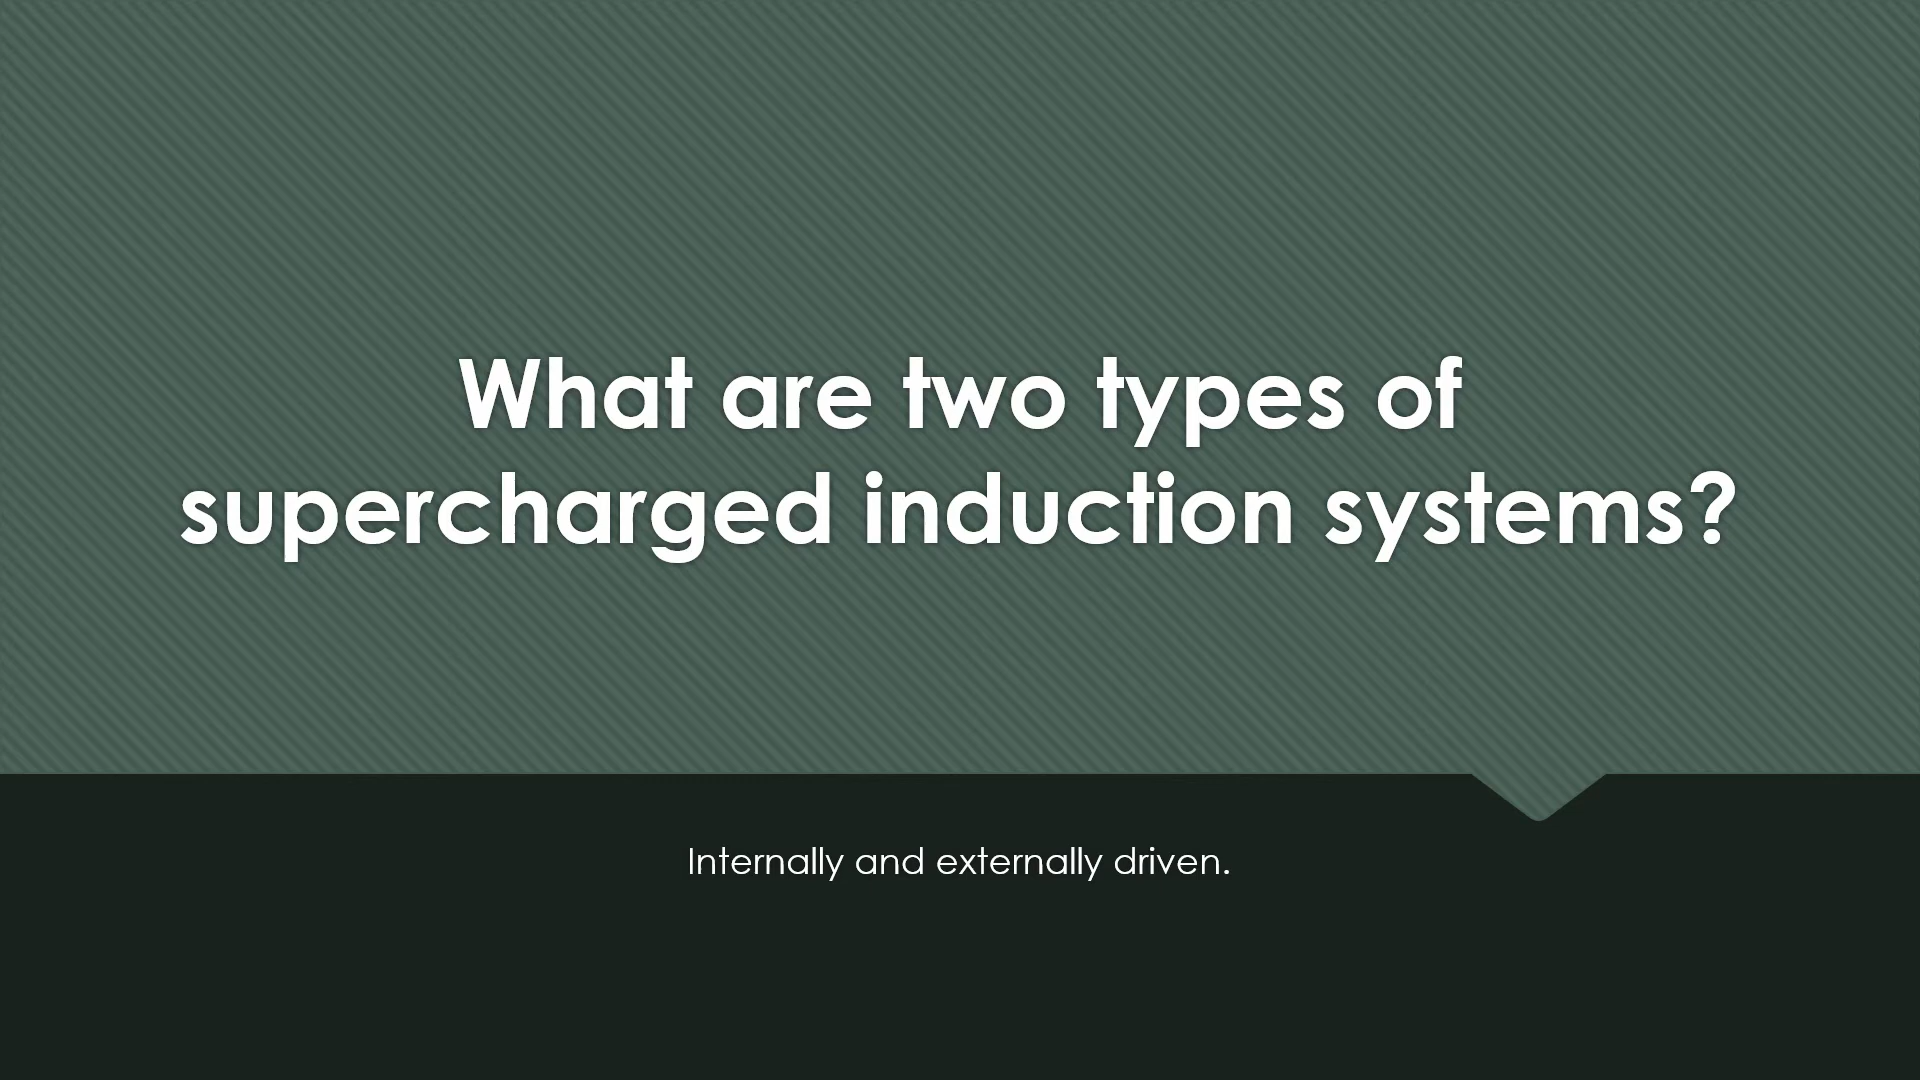 What are two types of
supercharged induction systems?
Internally and externally driven.